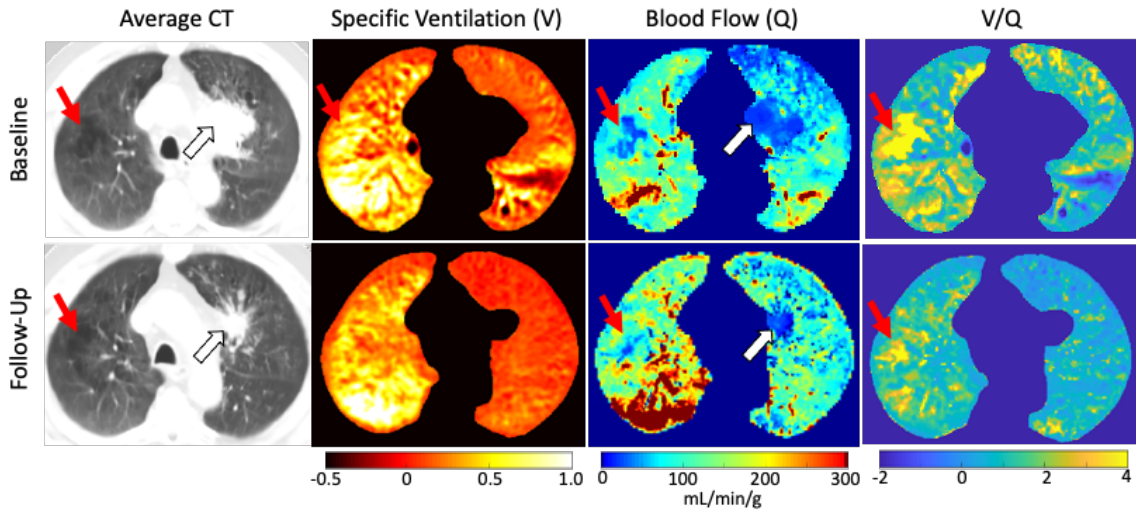 Average CT
Specific Ventilation (V)
Blood Flow (Q)
V/Q
Baseline
Follow-Up
-0.5 0 0.5 1.0
0 100 200 300
mL/min/g
-2 0 2 4